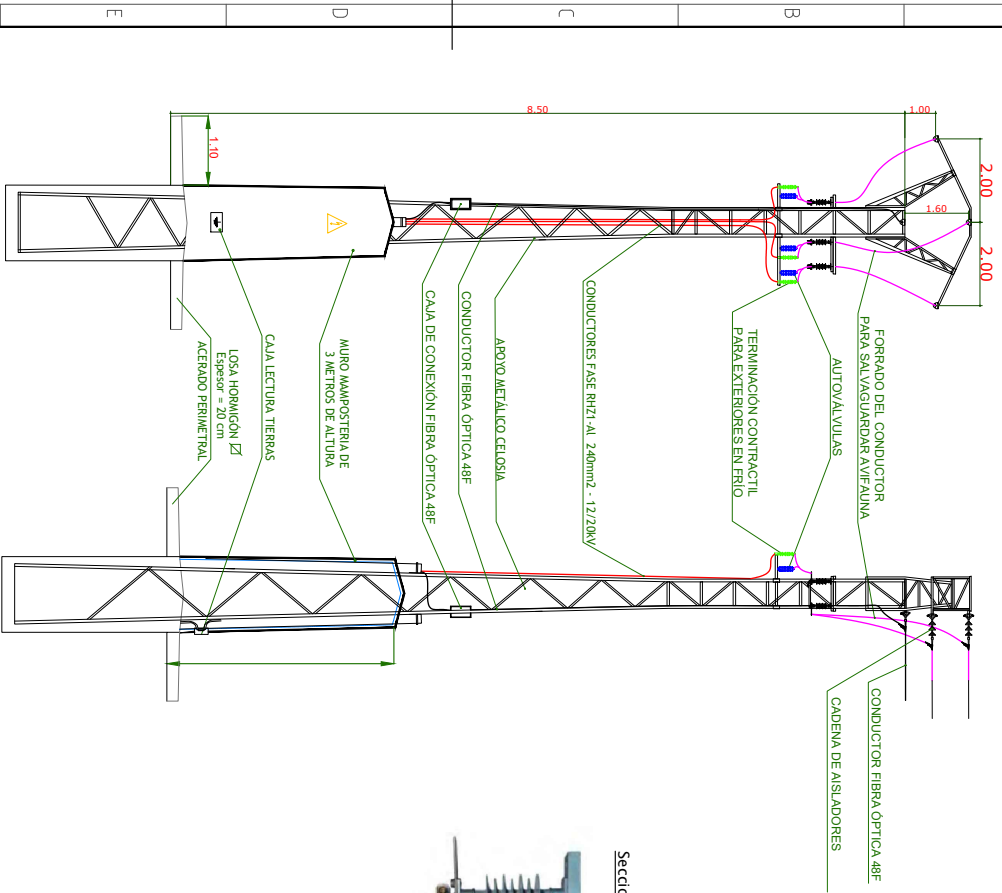 E
D
C
B
8.50
1.00
1.10
2.00
2.00
1.60
FORRADO DEL CONDUCTOR
PARA SALVAGUARDAR AVIFAUNA
AUTOVÁLVULAS
TERMINACIÓN CONTRACTIL
PARA EXTERIORES EN FRÍO
CONDUCTORES FASE RHZ1-AL 240mm2 - 12/20kV
APOYO METÁLICO CELOSIA
CONDUCTOR FIBRA ÓPTICA 48F
CAJA DE CONEXIÓN FIBRA ÓPTICA 48F
MURO MAMPOSTERIA DE
3 METROS DE ALTURA
CAJA LECTURA TIERRAS
LOSA HORMIGÓN
Espesor = 20 cm
ACERADO PERIMETRAL
CONDUCTOR FIBRA ÓPTICA 48F
CADENA DE AISLADORES